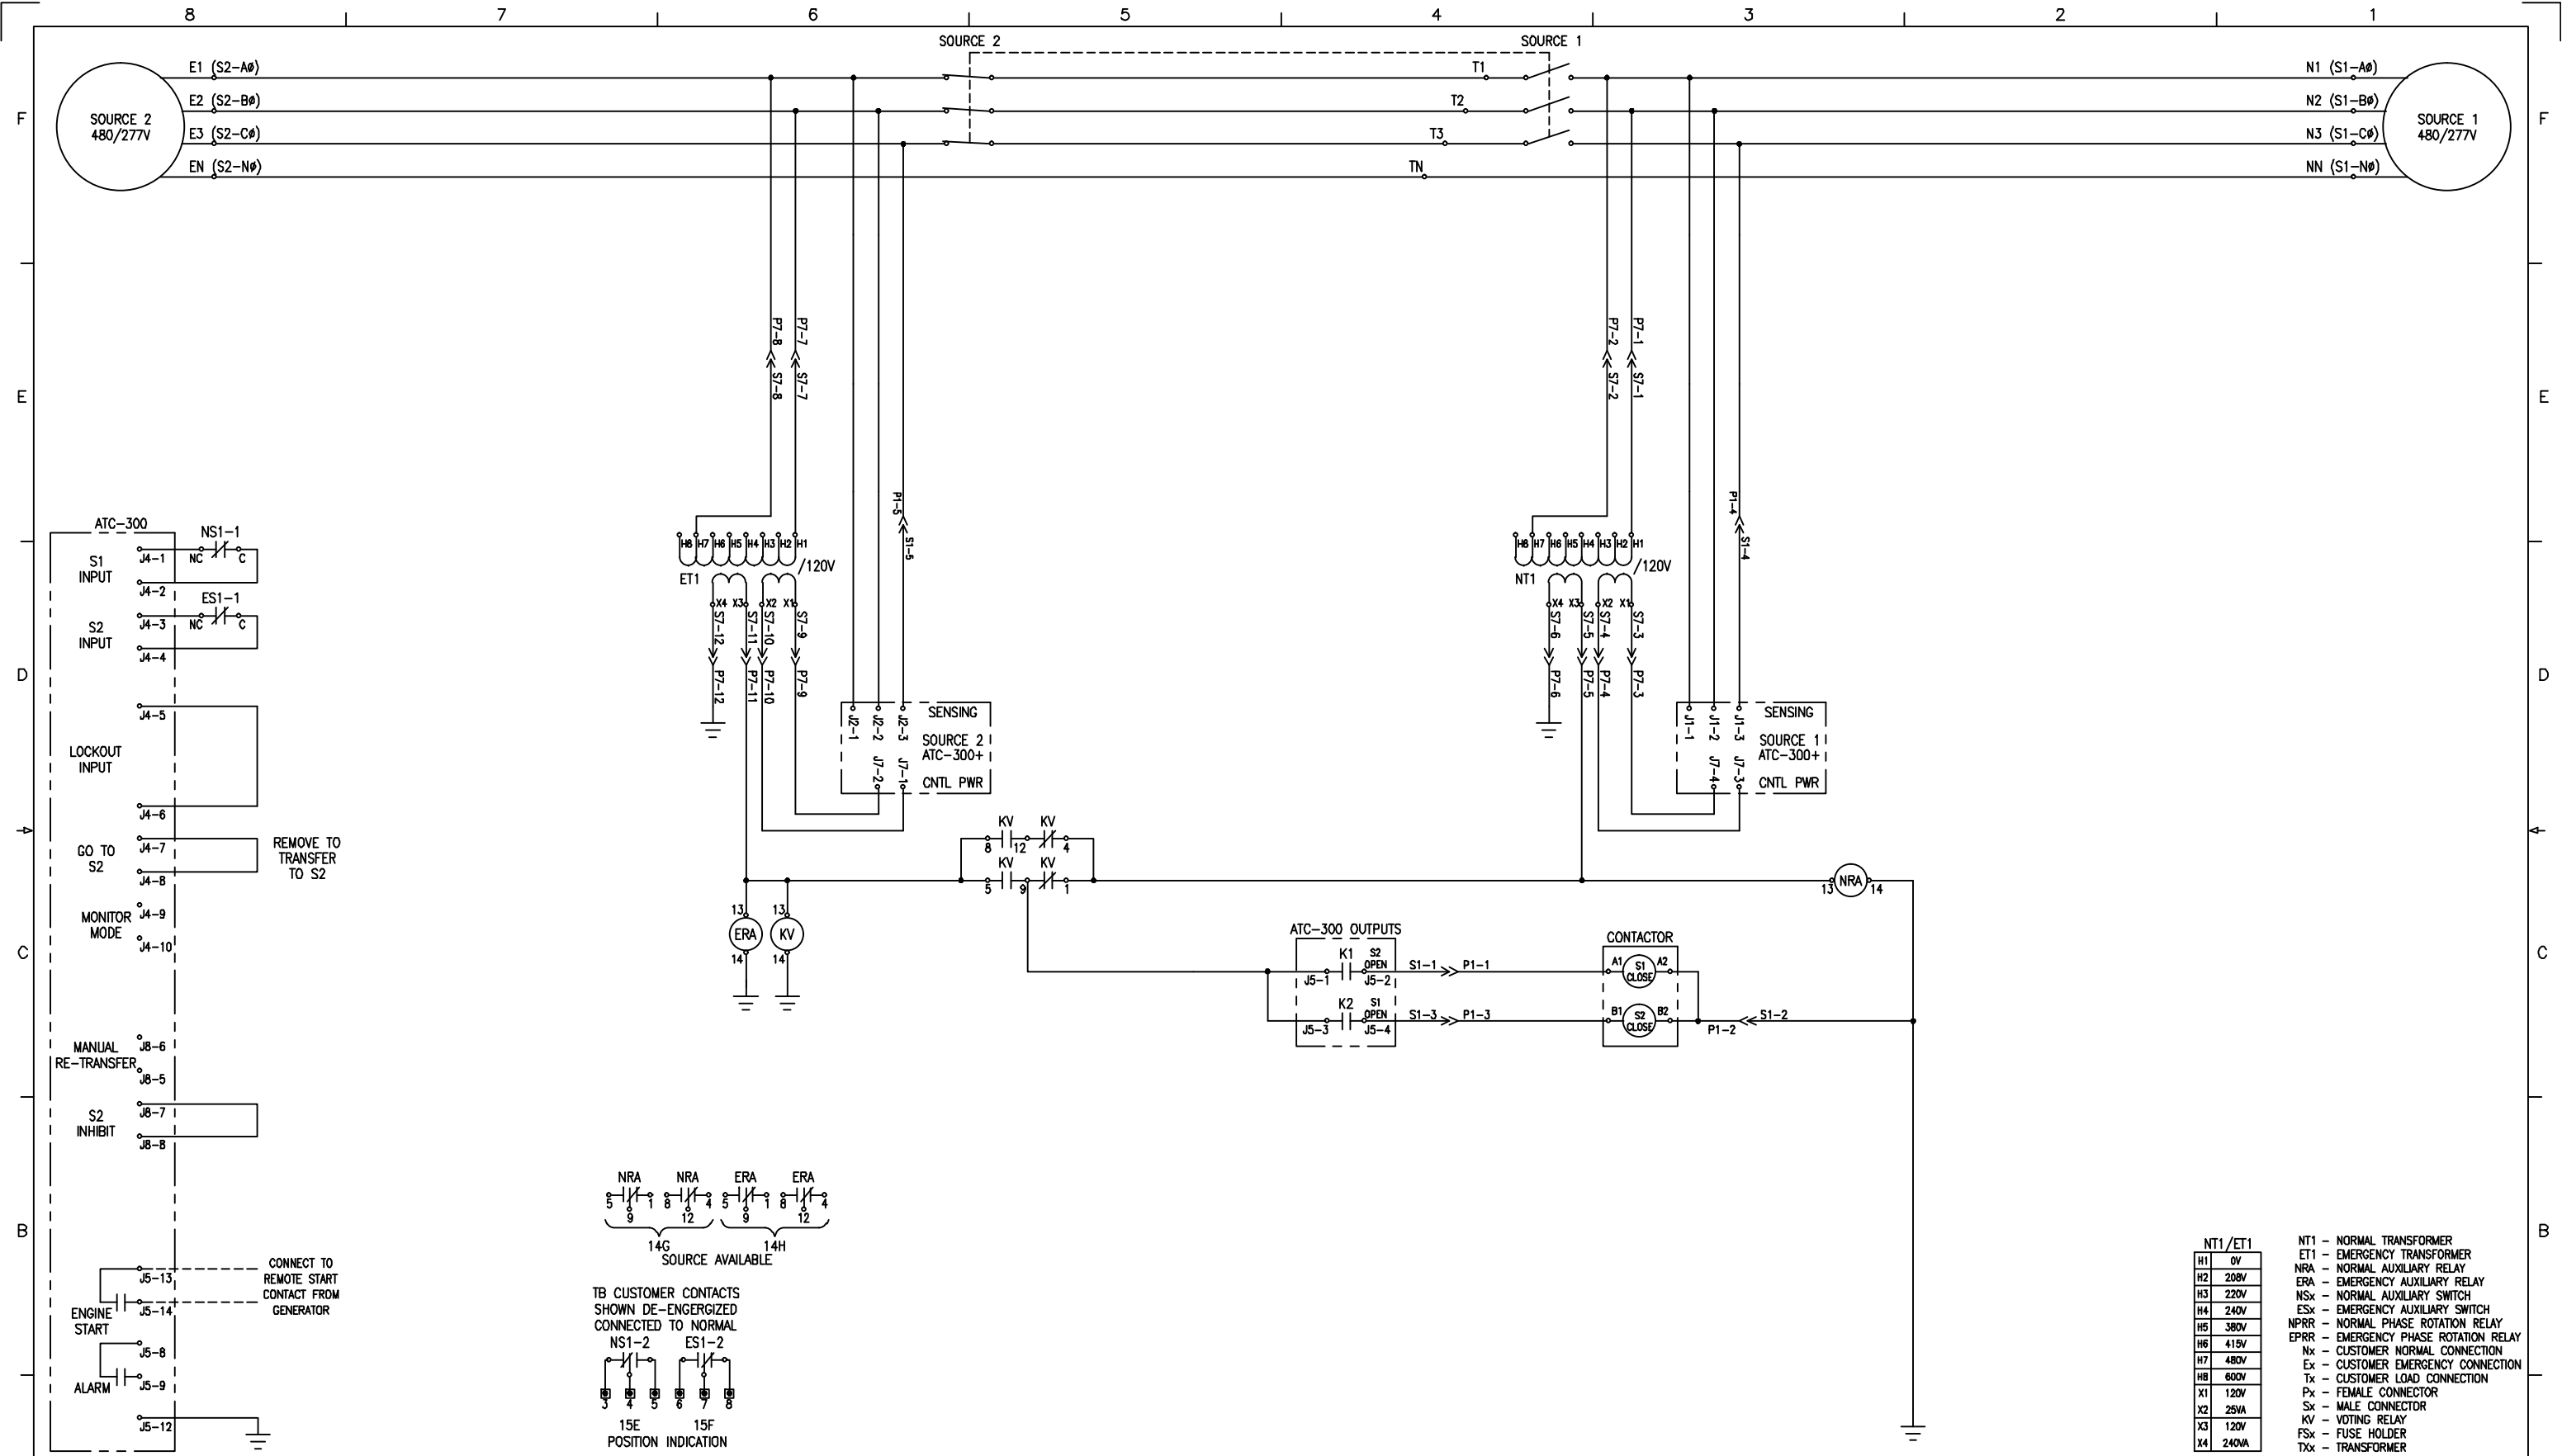 8 7 6 5 4 3 2 1
SOURCE 2
SOURCE 1
E1 (S2-AØ)
T1
N1 (S1-AØ)
E2 (S2-BØ)
T2
N2 (S1-BØ)
F
SOURCE 2
480/277V
SOURCE 1
480/277V
F
E3 (S2-CØ)
T3
N3 (S1-CØ)
EN (S2-NØ)
TN
NN (S1-NØ)
P7-8
P7-7
P7-2
P7-1
S7-8
S7-7
S7-2
S7-1
E
E
P1-5
S1-5
P1-4
S1-4
H8 H7 H6 H5 H4 H3 H2 H1
/120V
ET1
X4 X3 X2 X1
S7-12
S7-11
S7-10
S7-9
P7-12
P7-11
P7-10
P7-9
H8 H7 H6 H5 H4 H3 H2 H1
/120V
NT1
X4 X3 X2 X1
S7-6
S7-5
S7-4
S7-3
P7-6
P7-5
P7-4
P7-3
J2-1
J2-2
J2-3
SENSING
SOURCE 2
ATC-300+
J7-2
J7-1
CNTL PWR
J1-1
J1-2
J1-3
SENSING
SOURCE 1
ATC-300+
J7-4
J7-3
CNTL PWR
D
D
ATC-300
S1
INPUT
J4-1
J4-2
NS1-1
NC C
S2
INPUT
J4-3
J4-4
ES1-1
NC C
LOCKOUT
INPUT
J4-5
J4-6
GO TO
S2
J4-7
J4-8
REMOVE TO
TRANSFER
TO S2
MONITOR
MODE
J4-9
J4-10
MANUAL
RE-TRANSFER
J8-6
J8-5
S2
INHIBIT
J8-7
J8-8
KV KV
8 12 4
KV KV
5 9 1
13
ERA
14
13
KV
14
13 NRA 14
ATC-300 OUTPUTS
K1
S2
OPEN
J5-1 J5-2
K2
S1
OPEN
J5-3 J5-4
S1-1 P1-1
S1-3 P1-3
CONTACTOR
A1 S1 CLOSE A2
B1 S2 CLOSE B2
P1-2 S1-2
C
C
NRA NRA ERA ERA
5 1 8 4 5 1 8 4
9 12 9 12
14G 14H
SOURCE AVAILABLE
B
B
J5-13
J5-14
ENGINE
START
CONNECT TO
REMOTE START
CONTACT FROM
GENERATOR
J5-8
J5-9
ALARM
J5-12
TB CUSTOMER CONTACTS
SHOWN DE-ENGERGIZED
CONNECTED TO NORMAL
NS1-2 ES1-2
3 4 5 6 7 8
15E 15F
POSITION INDICATION
NT1/ET1
H1 0V
H2 208V
H3 220V
H4 240V
H5 380V
H6 415V
H7 480V
H8 600V
X1 120V
X2 25VA
X3 120V
X4 240VA
NT1 - NORMAL TRANSFORMER
ET1 - EMERGENCY TRANSFORMER
NRA - NORMAL AUXILIARY RELAY
ERA - EMERGENCY AUXILIARY RELAY
NSx - NORMAL AUXILIARY SWITCH
ESx - EMERGENCY AUXILIARY SWITCH
NPRR - NORMAL PHASE ROTATION RELAY
EPRR - EMERGENCY PHASE ROTATION RELAY
Nx - CUSTOMER NORMAL CONNECTION
Ex - CUSTOMER EMERGENCY CONNECTION
Tx - CUSTOMER LOAD CONNECTION
Px - FEMALE CONNECTOR
Sx - MALE CONNECTOR
KV - VOTING RELAY
FSx - FUSE HOLDER
TXx - TRANSFORMER